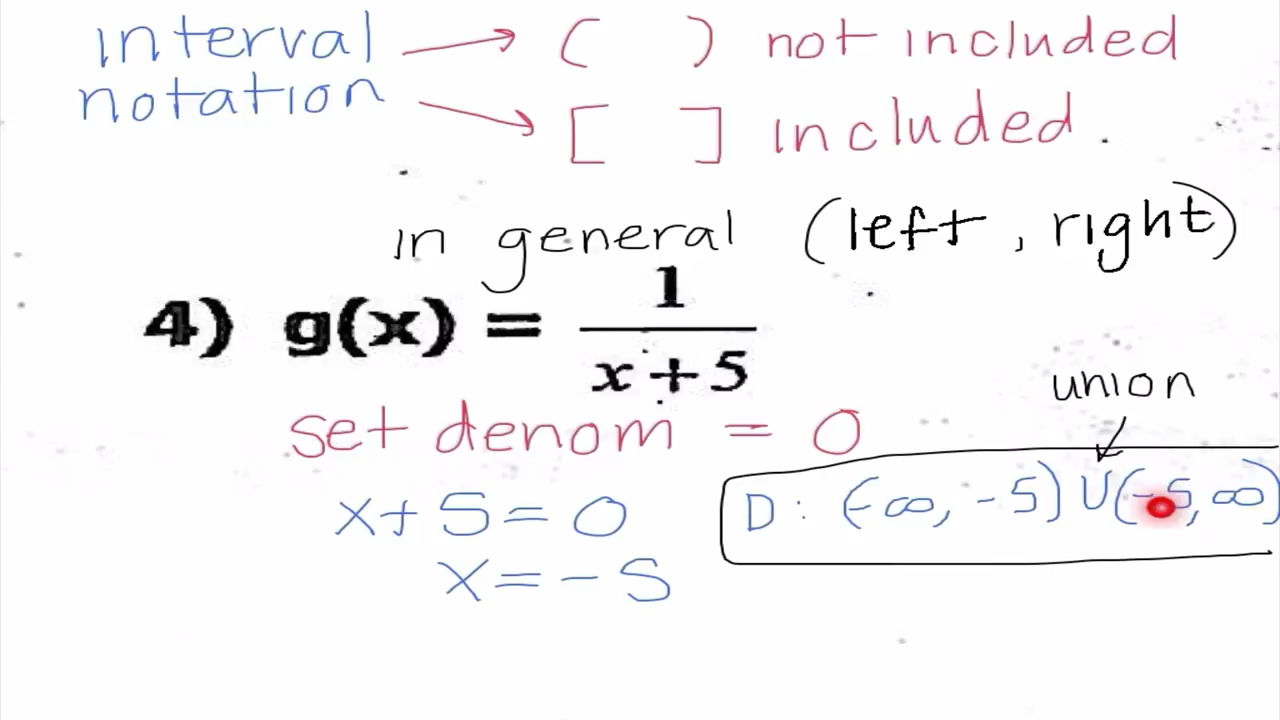 interval → ( ) not included
notation → [ ] included
in general (left, right)
4) g(x) = 1/(x + 5)
set denom = 0
union
x + 5 = 0
D: (-∞, -5) ∪ (-5, ∞)
x = -5